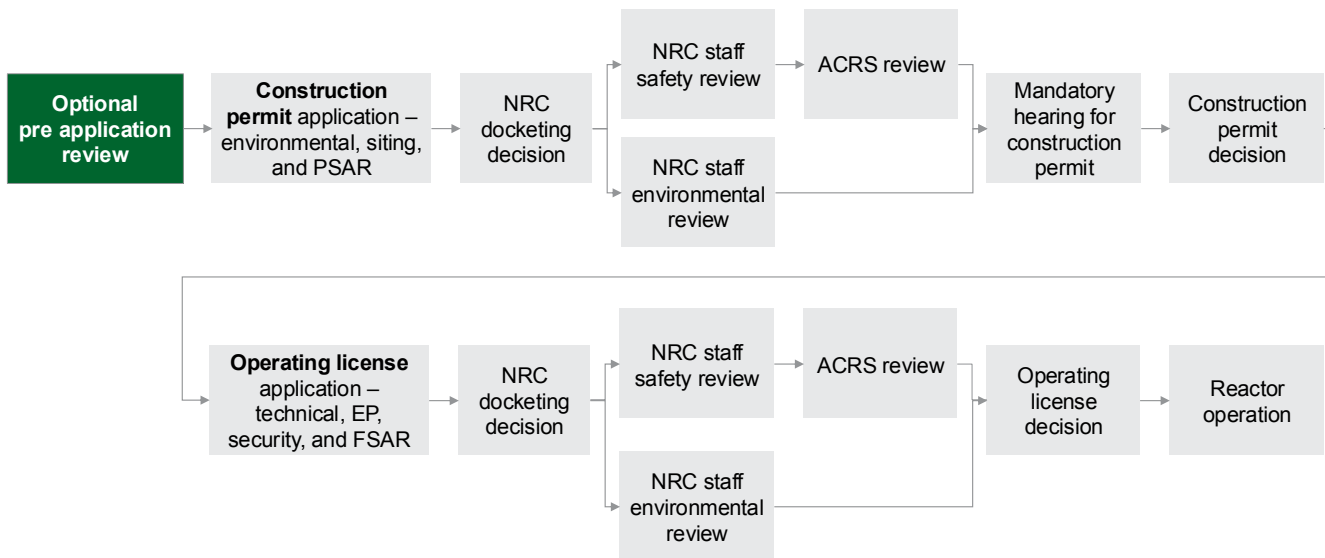 Optional
pre application
review
Construction
permit application –
environmental, siting,
and PSAR
NRC
docketing
decision
NRC staff
safety review
ACRS review
NRC staff
environmental
review
Mandatory
hearing for
construction
permit
Construction
permit
decision
Operating license
application –
technical, EP,
security, and FSAR
NRC
docketing
decision
NRC staff
safety review
ACRS review
NRC staff
environmental
review
Operating
license
decision
Reactor
operation